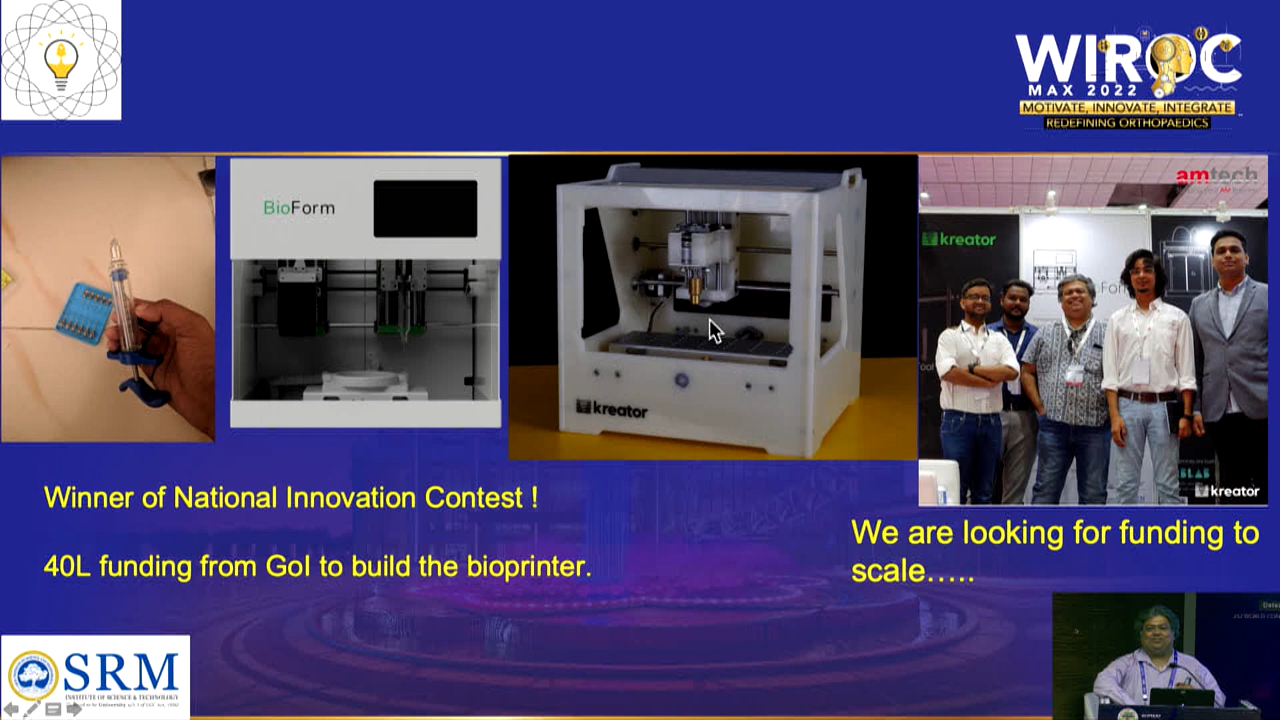 WIROC
MAX 2022
MOTIVATE, INNOVATE, INTEGRATE
REDEFINING ORTHOPAEDICS
BioForm
kreator
amtech
kreator
kreator
Winner of National Innovation Contest !
40L funding from GoI to build the bioprinter.
We are looking for funding to
scale.....
SRM
INSTITUTE OF SCIENCE & TECHNOLOGY